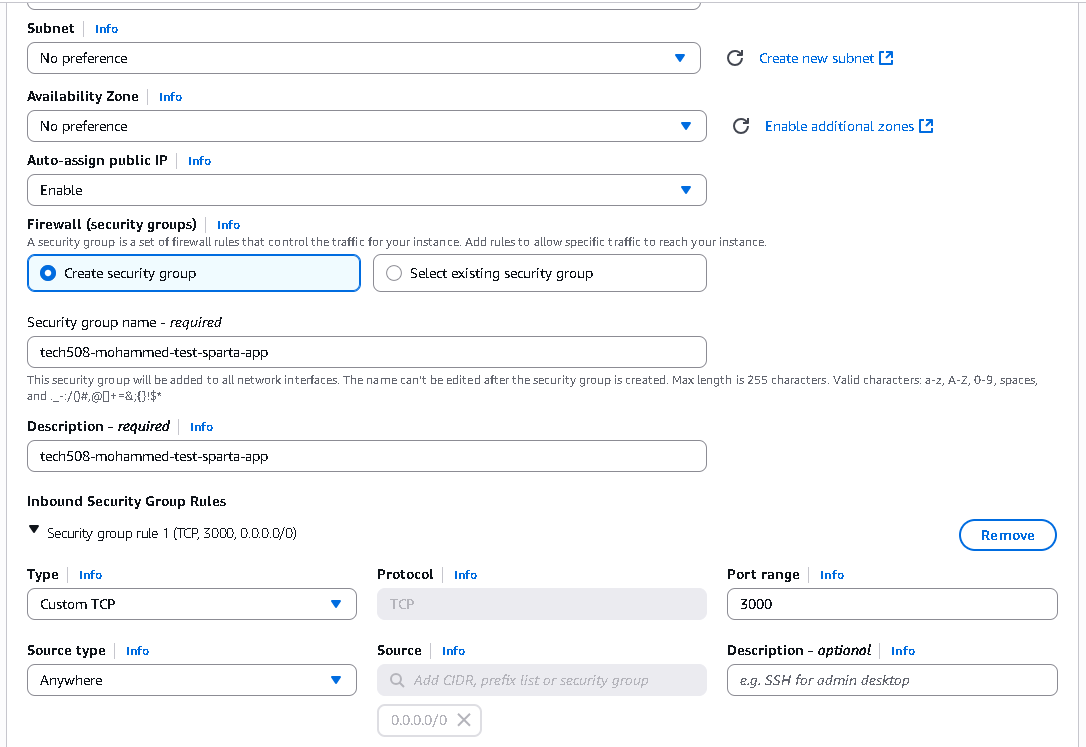 Subnet Info
No preference
Create new subnet
Availability Zone Info
No preference
Enable additional zones
Auto-assign public IP Info
Enable
Firewall (security groups) Info
A security group is a set of firewall rules that control the traffic for your instance. Add rules to allow specific traffic to reach your instance.
Create security group
Select existing security group
Security group name - required
tech508-mohammed-test-sparta-app
This security group will be added to all network interfaces. The name can't be edited after the security group is created. Max length is 255 characters. Valid characters: a-z, A-Z, 0-9, spaces,
and ._-:/()#,@[]+=&;{}!$*
Description - required Info
tech508-mohammed-test-sparta-app
Inbound Security Group Rules
Security group rule 1 (TCP, 3000, 0.0.0.0/0)
Remove
Type Info
Protocol Info
Port range Info
Custom TCP
TCP
3000
Source type Info
Source Info
Description - optional Info
Anywhere
Add CIDR, prefix list or security group
e.g. SSH for admin desktop
0.0.0.0/0